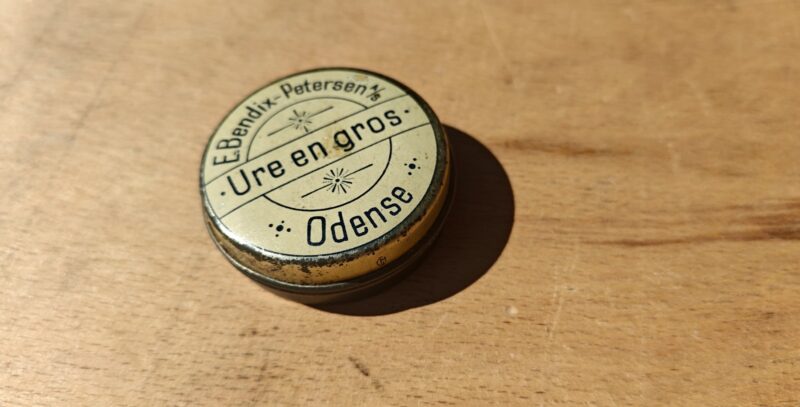 E. Bendix-Petersen A/S
· Ure en gros ·
Odense